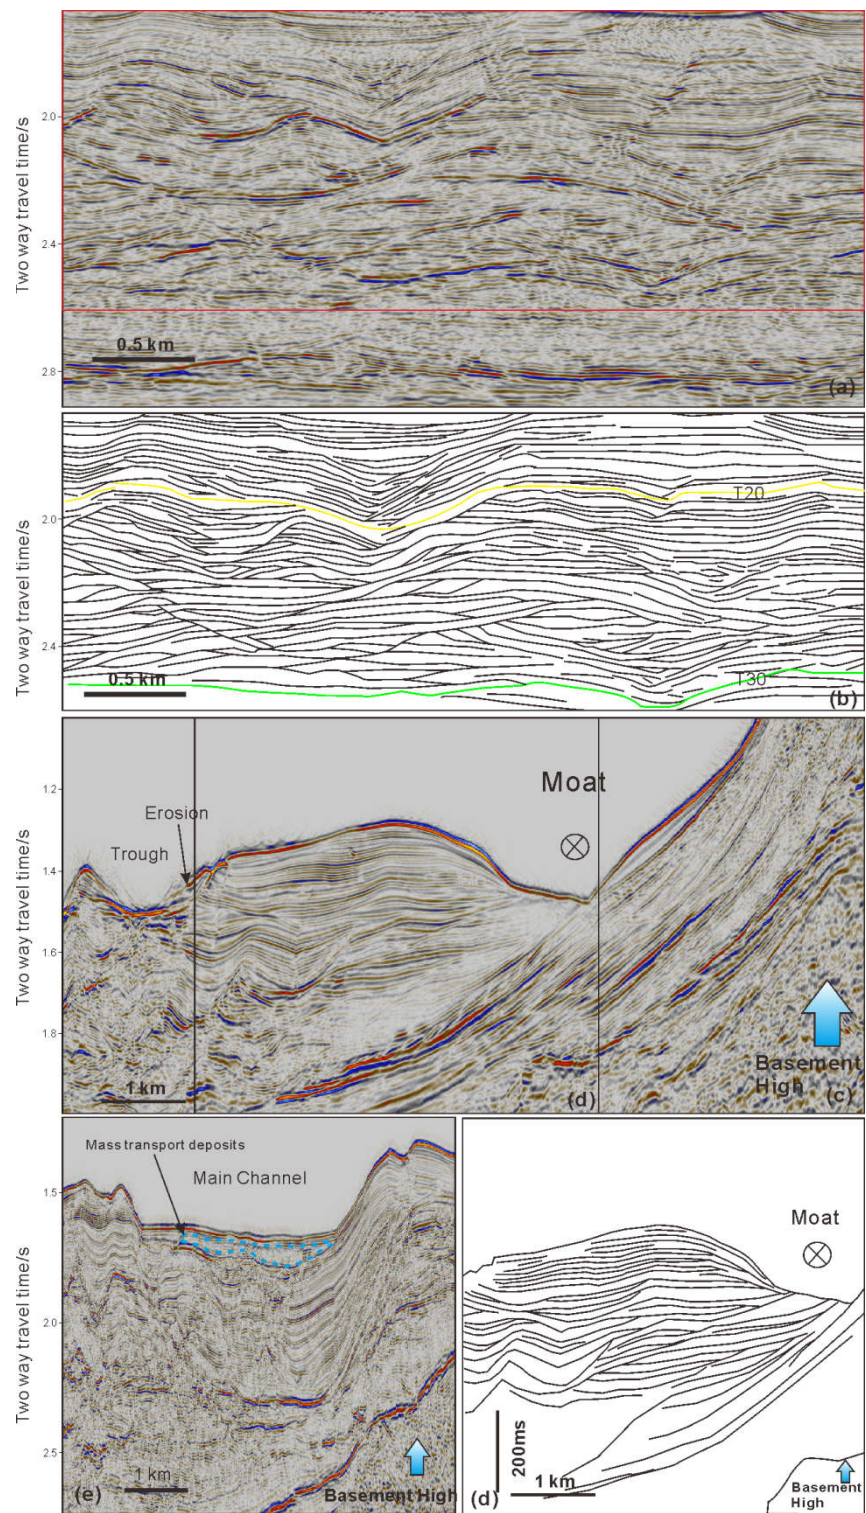 Two way travel time/s
2.0
2.4
2.8
0.5 km
(a)
Two way travel time/s
2.0
2.4
T20
T30
0.5 km
(b)
Two way travel time/s
1.2
1.4
1.6
1.8
Moat
Erosion
Trough
1 km
(d)
Basement
High
(c)
Two way travel time/s
1.5
2.0
2.5
Mass transport deposits
Main Channel
(e)
1 km
Basement High
Moat
200ms
1 km
(d)
Basement
High